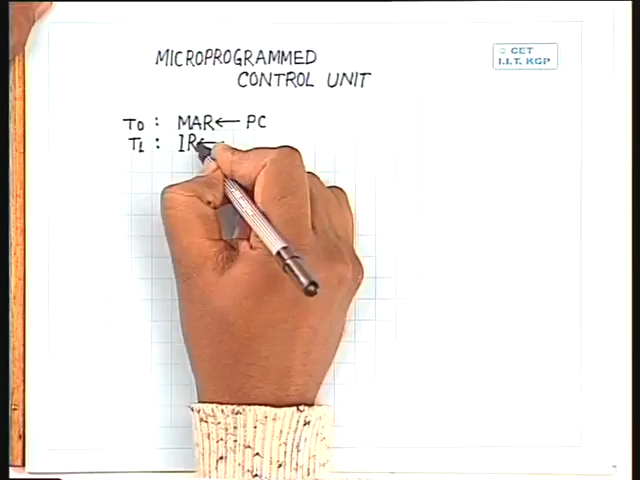 MICROPROGRAMMED
CONTROL UNIT
© CET
I.I.T. KGP
T0 : MAR ← PC
T1 : IR ←